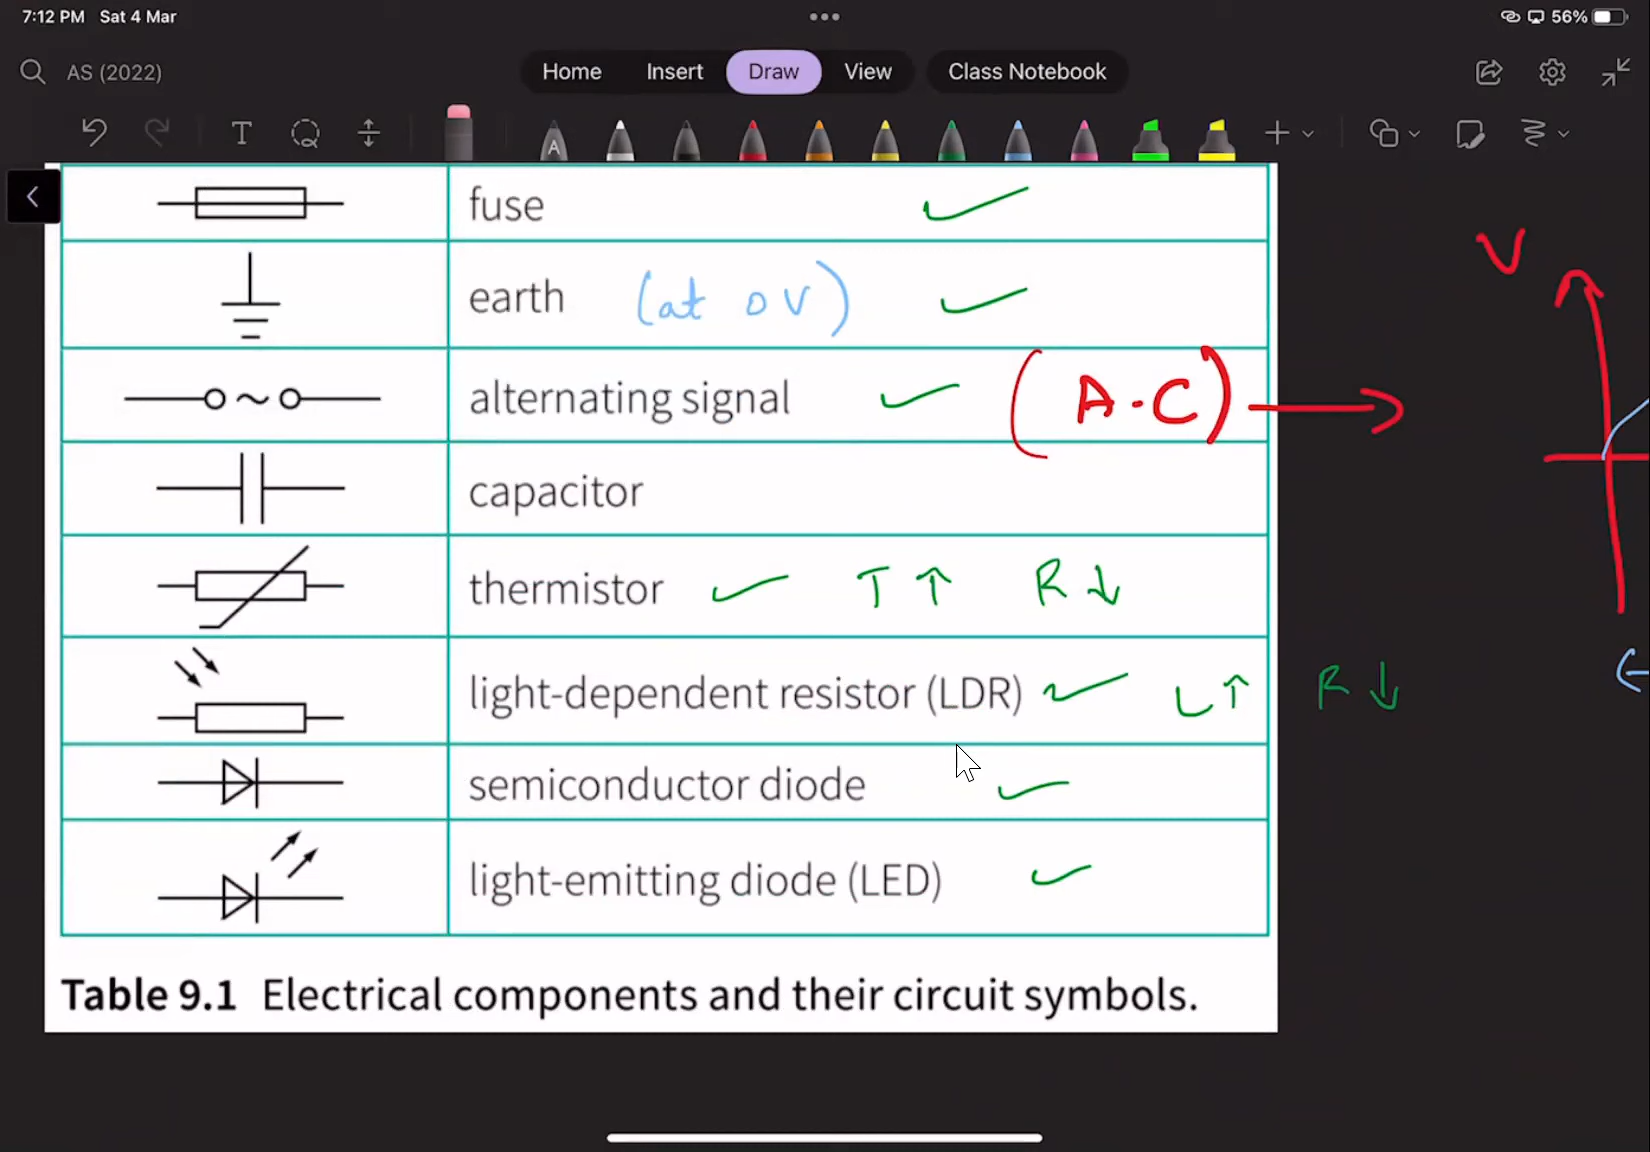 7:12 PM Sat 4 Mar
56%
AS (2022)
Home Insert Draw View Class Notebook
T
A
fuse
earth (at 0 V)
V
alternating signal (A.C)
capacitor
thermistor T↑ R↓
light-dependent resistor (LDR) L↑ R↓
semiconductor diode
light-emitting diode (LED)
Table 9.1 Electrical components and their circuit symbols.